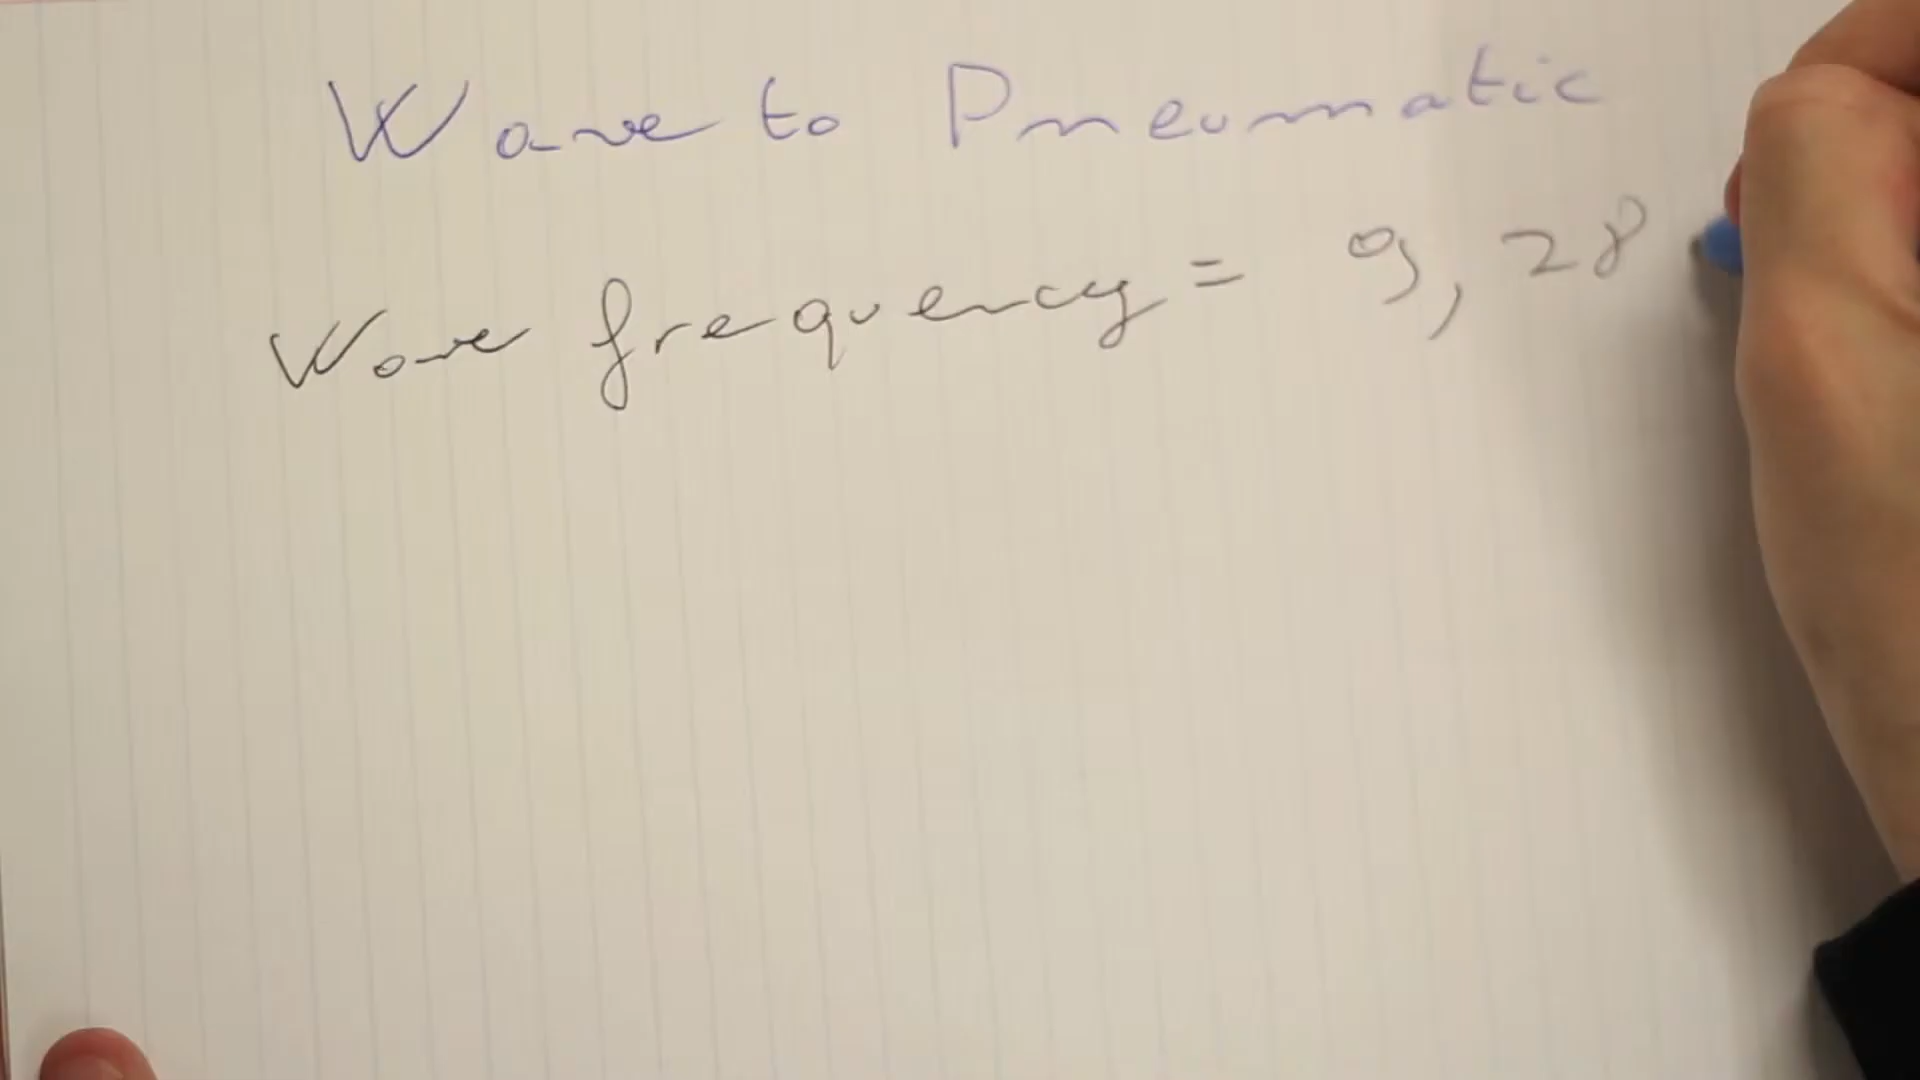 Wave to Pneumatic
Wave frequency = 9,28